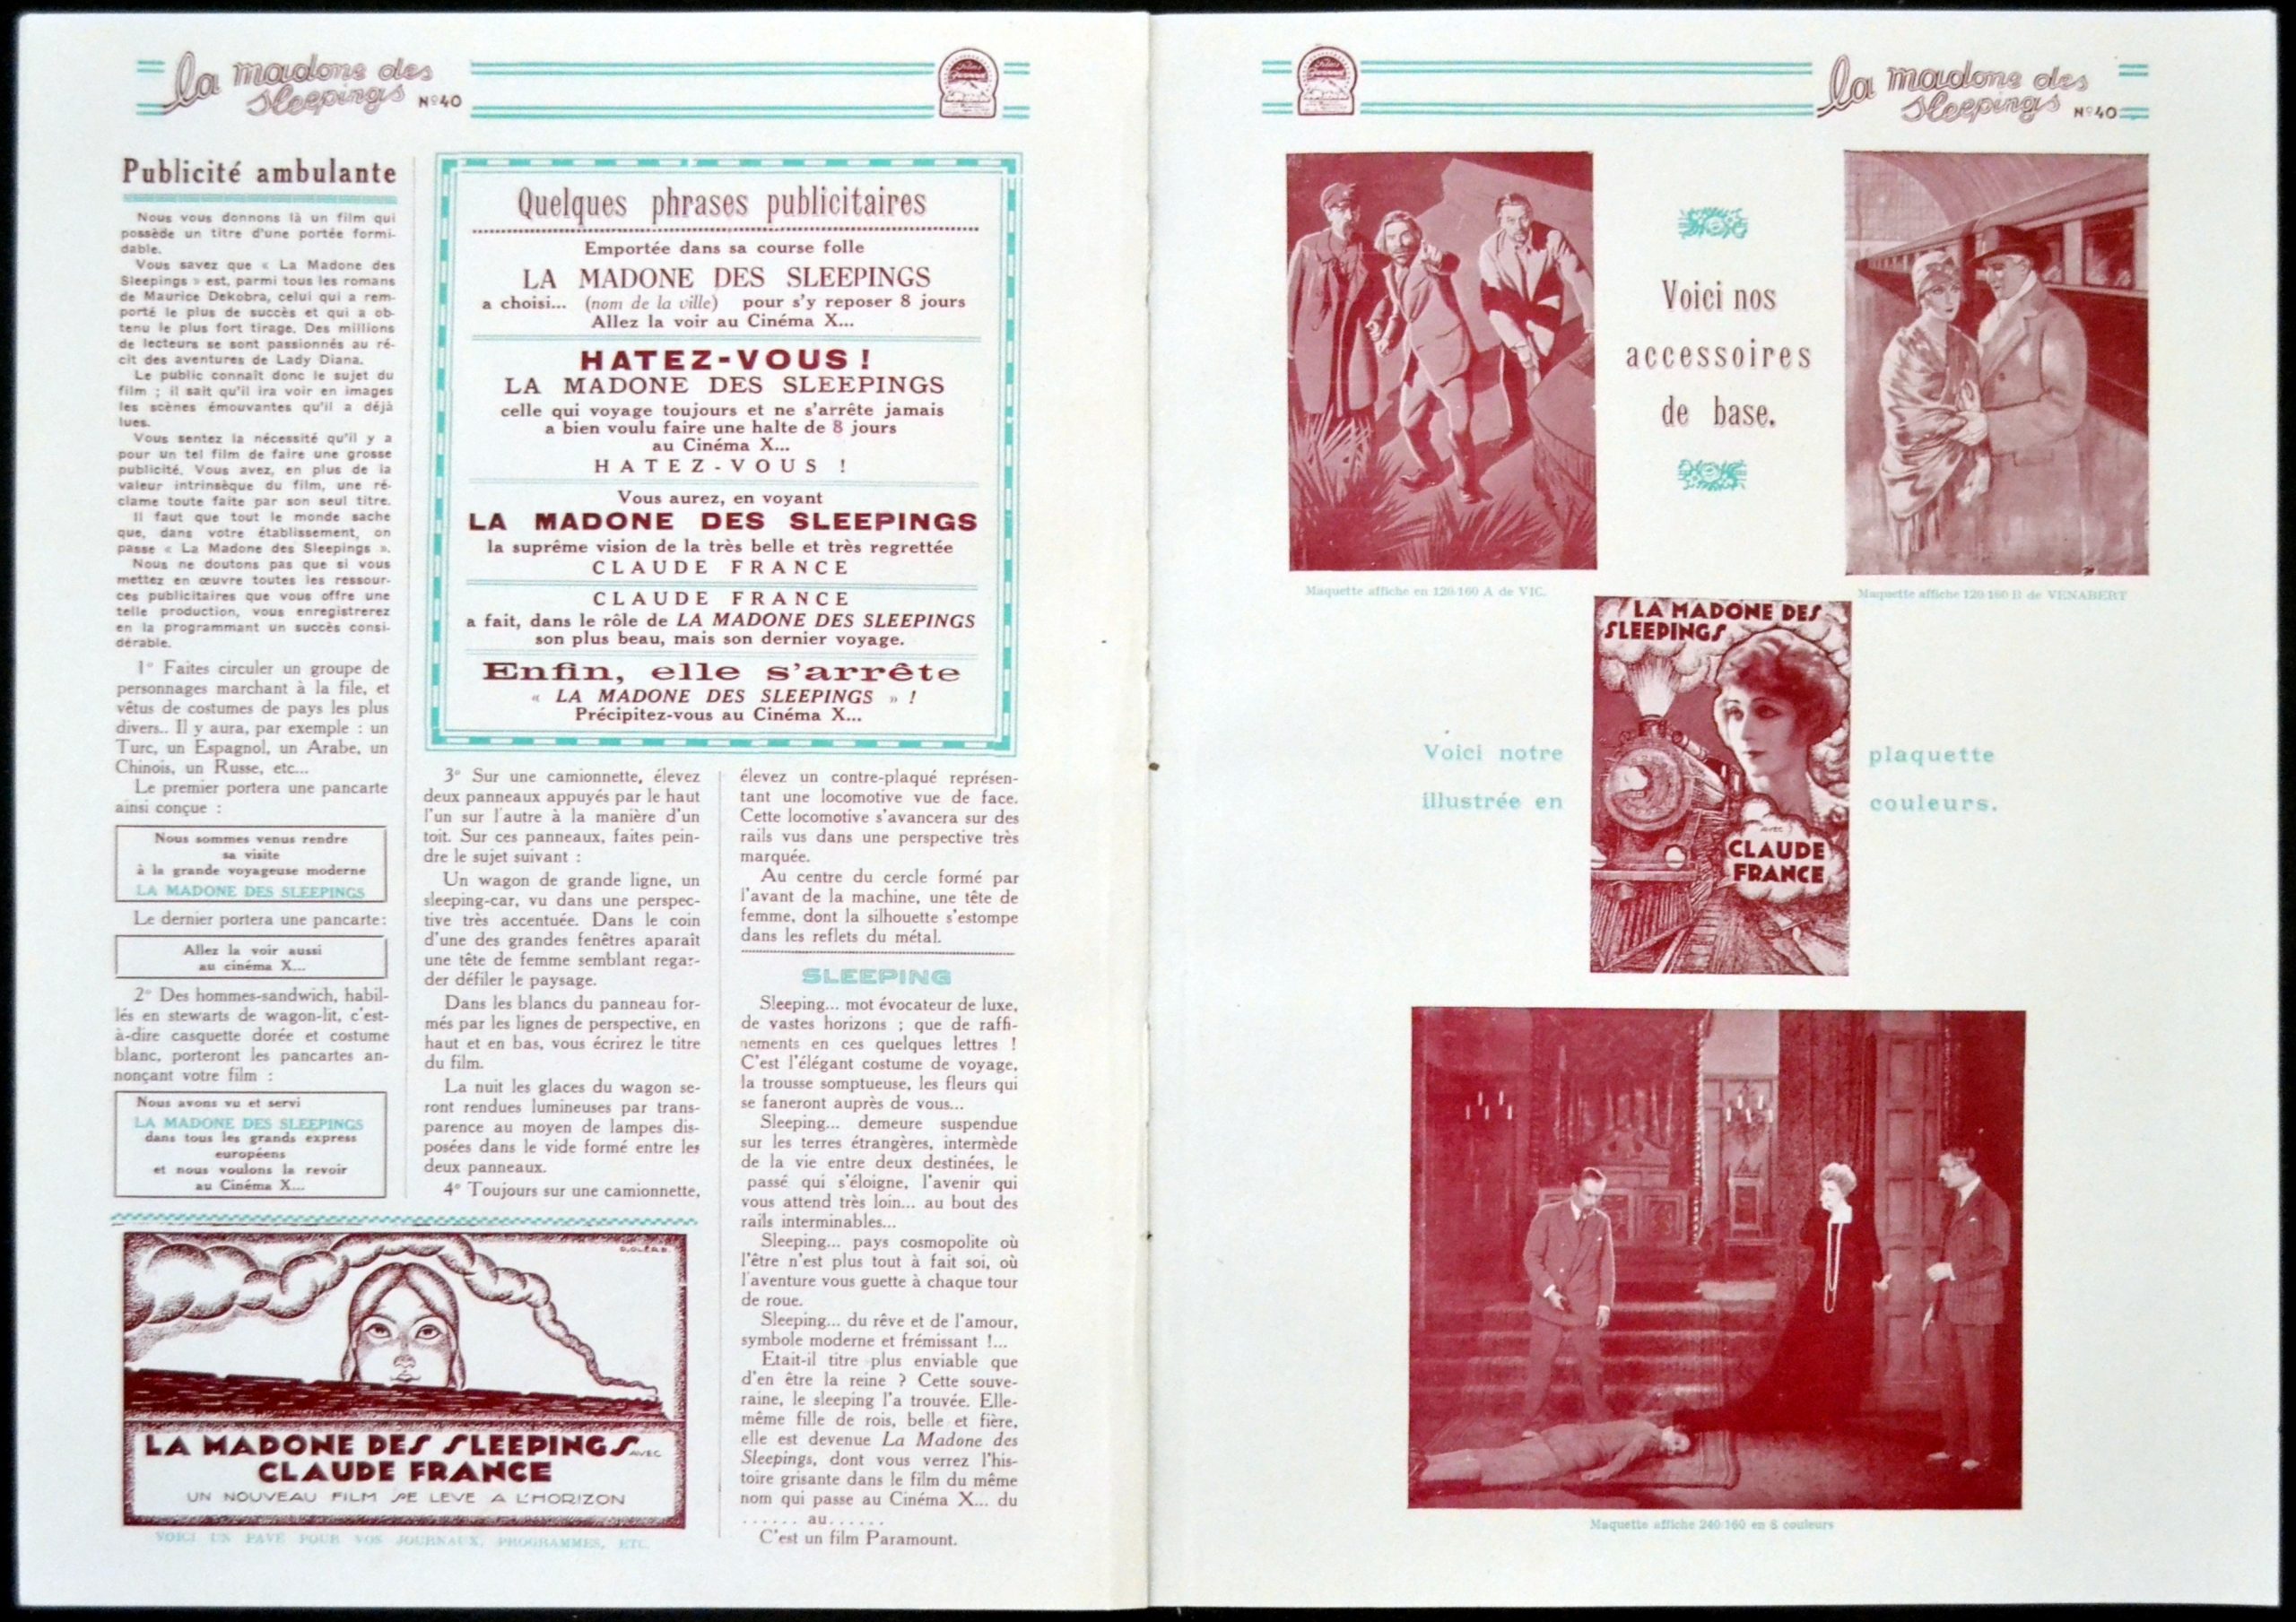 la madone des
sleepings Nº40
Publicité ambulante
Nous vous donnons là un film qui
possède un titre d'une portée formi-
dable.
Vous savez que « La Madone des
Sleepings » est, parmi tous les romans
de Maurice Dekobra, celui qui a rem-
porté le plus de succès et qui a ob-
tenu le plus fort tirage. Des millions
de lecteurs se sont passionnés au ré-
cit des aventures de Lady Diana.
Le public connaît donc le sujet du
film ; il sait qu'il ira voir en images
les scènes émouvantes qu'il a déjà
lues.
Vous sentez la nécessité qu'il y a
pour un tel film de faire une grosse
publicité. Vous avez, en plus de la
valeur intrinsèque du film, une ré-
clame toute faite par son seul titre.
Il faut que tout le monde sache
que, dans votre établissement, on
passe « La Madone des Sleepings ».
Nous ne doutons pas que si vous
mettez en œuvre toutes les ressour-
ces publicitaires que vous offre une
telle production, vous enregistrerez
en la programmant un succès consi-
dérable.
1° Faites circuler un groupe de
personnages marchant à la file, et
vêtus de costumes de pays les plus
divers.. Il y aura, par exemple : un
Turc, un Espagnol, un Arabe, un
Chinois, un Russe, etc...
Le premier portera une pancarte
ainsi conçue :
Nous sommes venus rendre
sa visite
à la grande voyageuse moderne
LA MADONE DES SLEEPINGS
Le dernier portera une pancarte :
Allez la voir aussi
au cinéma X...
2° Des hommes-sandwich, habil-
lés en stewarts de wagon-lit, c'est-
à-dire casquette dorée et costume
blanc, porteront les pancartes an-
nonçant votre film :
Nous avons vu et servi
LA MADONE DES SLEEPINGS
dans tous les grands express
européens
et nous voulons la revoir
au Cinéma X...
Quelques phrases publicitaires
Emportée dans sa course folle
LA MADONE DES SLEEPINGS
a choisi... (nom de la ville) pour s'y reposer 8 jours
Allez la voir au Cinéma X...
HATEZ-VOUS !
LA MADONE DES SLEEPINGS
celle qui voyage toujours et ne s'arrête jamais
a bien voulu faire une halte de 8 jours
au Cinéma X...
HATEZ-VOUS !
Vous aurez, en voyant
LA MADONE DES SLEEPINGS
la suprême vision de la très belle et très regrettée
CLAUDE FRANCE
CLAUDE FRANCE
a fait, dans le rôle de LA MADONE DES SLEEPINGS
son plus beau, mais son dernier voyage.
Enfin, elle s'arrête
« LA MADONE DES SLEEPINGS » !
Précipitez-vous au Cinéma X...
3° Sur une camionnette, élevez
deux panneaux appuyés par le haut
l'un sur l'autre à la manière d'un
toit. Sur ces panneaux, faites pein-
dre le sujet suivant :
Un wagon de grande ligne, un
sleeping-car, vu dans une perspec-
tive très accentuée. Dans le coin
d'une des grandes fenêtres aparaît
une tête de femme semblant regar-
der défiler le paysage.
Dans les blancs du panneau for-
més par les lignes de perspective, en
haut et en bas, vous écrirez le titre
du film.
La nuit les glaces du wagon se-
ront rendues lumineuses par trans-
parence au moyen de lampes dis-
posées dans le vide formé entre les
deux panneaux.
4° Toujours sur une camionnette,
élevez un contre-plaqué représen-
tant une locomotive vue de face.
Cette locomotive s'avancera sur des
rails vus dans une perspective très
marquée.
Au centre du cercle formé par
l'avant de la machine, une tête de
femme, dont la silhouette s'estompe
dans les reflets du métal.
SLEEPING
Sleeping... mot évocateur de luxe,
de vastes horizons ; que de raffi-
nements en ces quelques lettres !
C'est l'élégant costume de voyage,
la trousse somptueuse, les fleurs qui
se faneront auprès de vous...
Sleeping... demeure suspendue
sur les terres étrangères, intermède
de la vie entre deux destinées, le
passé qui s'éloigne, l'avenir qui
vous attend très loin... au bout des
rails interminables...
Sleeping... pays cosmopolite où
l'être n'est plus tout à fait soi, où
l'aventure vous guette à chaque tour
de roue.
Sleeping... du rêve et de l'amour,
symbole moderne et frémissant !...
Etait-il titre plus enviable que
d'en être la reine ? Cette souve-
raine, le sleeping l'a trouvée. Elle-
même fille de rois, belle et fière,
elle est devenue La Madone des
Sleepings, dont vous verrez l'his-
toire grisante dans le film du même
nom qui passe au Cinéma X... du
...... au ......
C'est un film Paramount.
LA MADONE DES SLEEPINGS AVEC
CLAUDE FRANCE
UN NOUVEAU FILM SE LEVE A L'HORIZON
VOICI UN PAVÉ POUR VOS JOURNAUX, PROGRAMMES, ETC.
la madone des
sleepings Nº40
Voici nos
accessoires
de base.
Maquette affiche en 120-160 A de VIC.
Maquette affiche 120-160 B de VENABERT
LA MADONE DES
SLEEPINGS
avec
CLAUDE
FRANCE
Voici notre plaquette
illustrée en couleurs.
Maquette affiche 240-160 en 8 couleurs